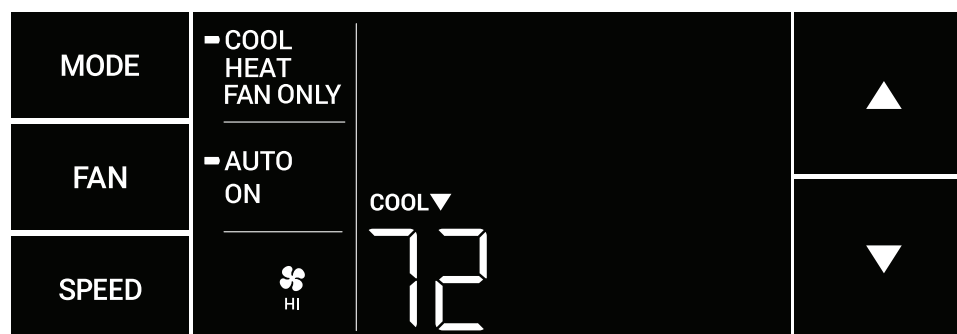 MODE
FAN
SPEED
COOL
HEAT
FAN ONLY
AUTO
ON
HI
COOL
72